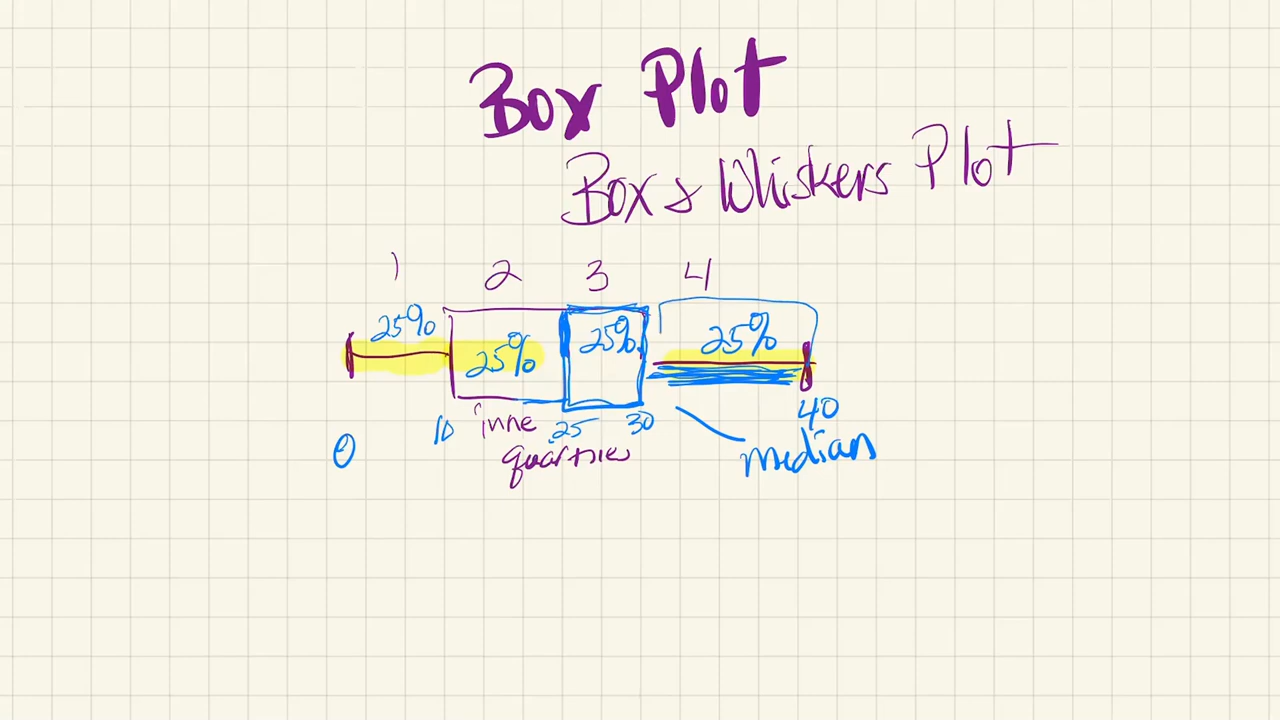 Box Plot
Box & Whiskers Plot
1 2 3 4
25% 25% 25% 25%
0 10 inne 25 30 40
quartile
median